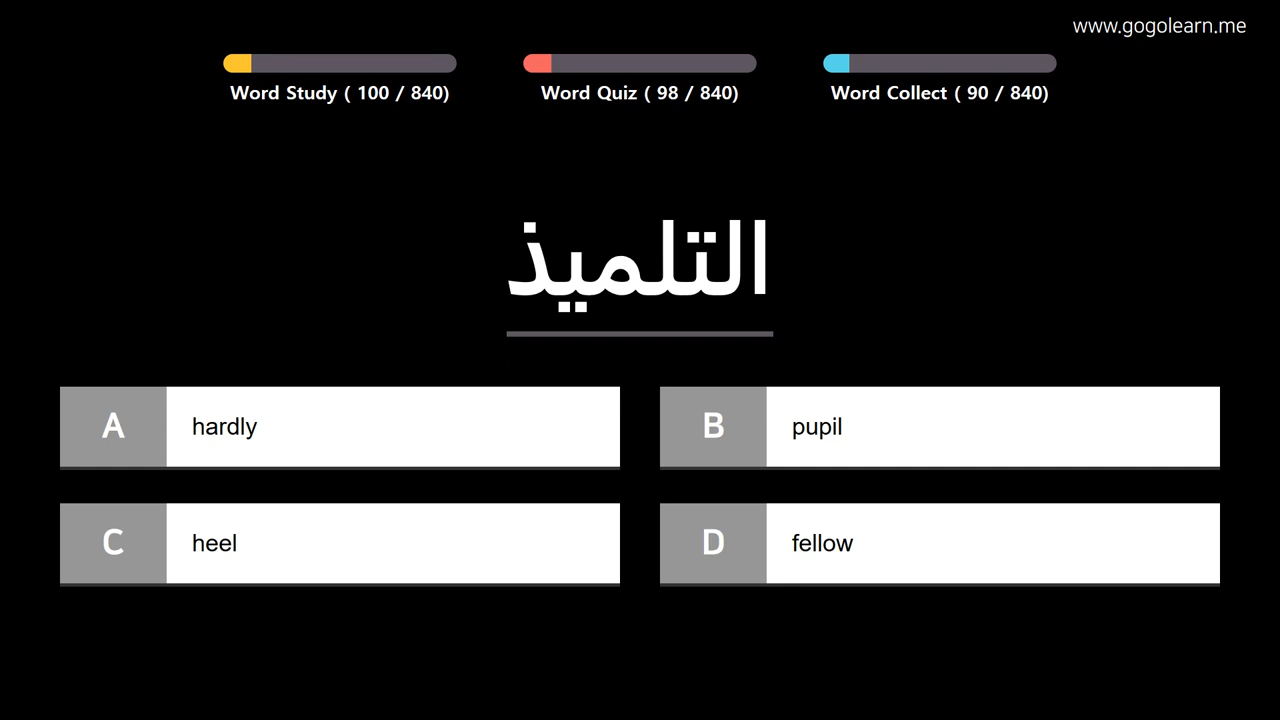 www.gogolearn.me
Word Study ( 100 / 840)
Word Quiz ( 98 / 840)
Word Collect ( 90 / 840)
التلميذ
A hardly
B pupil
C heel
D fellow